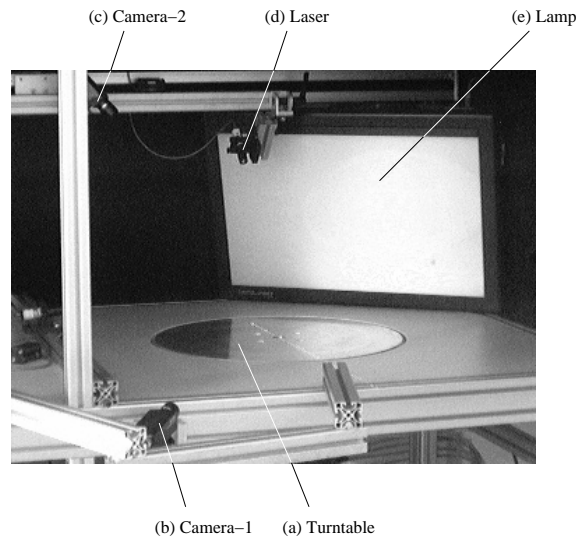 (c) Camera–2
(d) Laser
(e) Lamp
(b) Camera–1
(a) Turntable